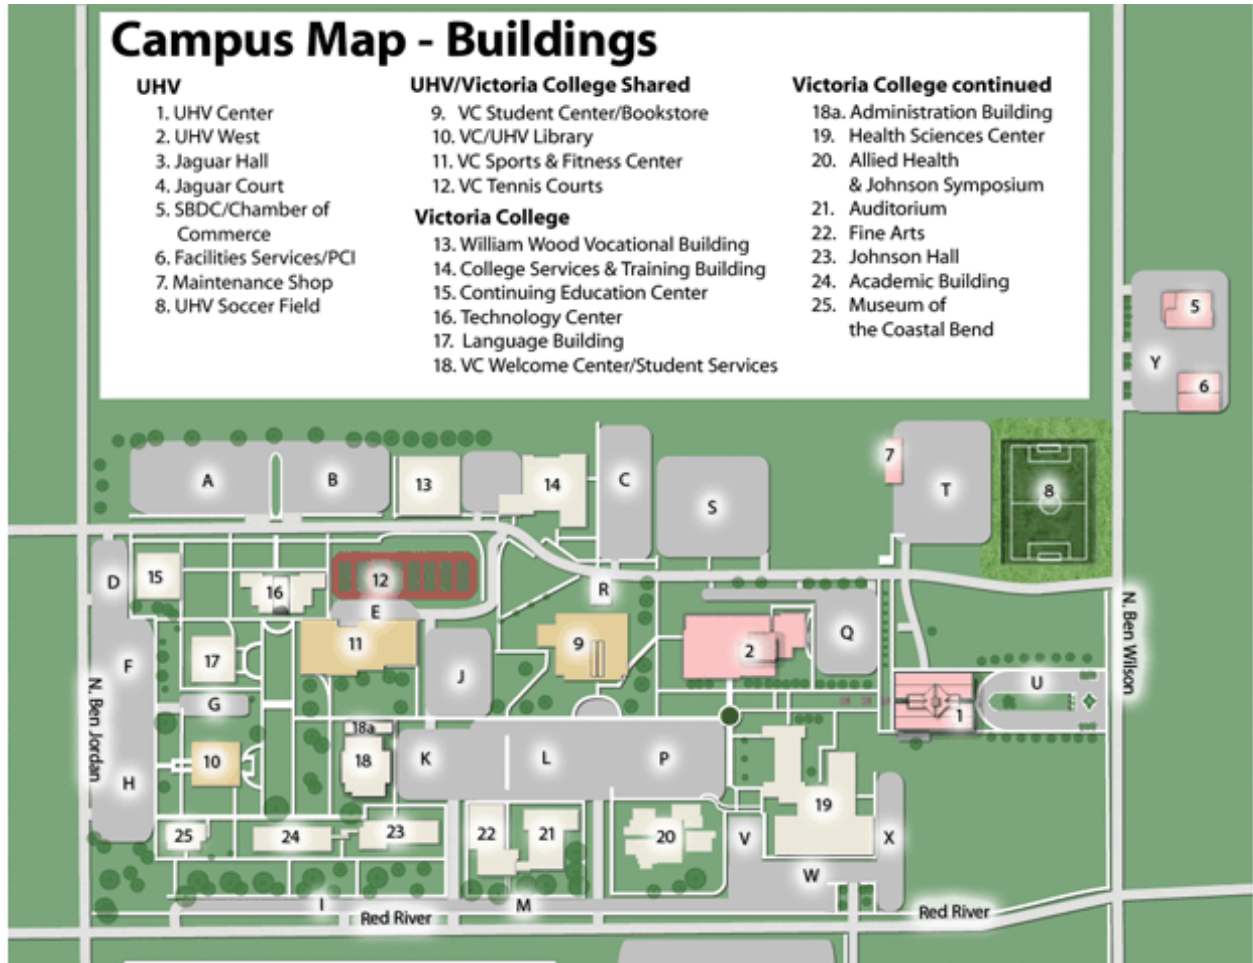 Campus Map - Buildings
UHV
1. UHV Center
2. UHV West
3. Jaguar Hall
4. Jaguar Court
5. SBDC/Chamber of
Commerce
6. Facilities Services/PCI
7. Maintenance Shop
8. UHV Soccer Field
UHV/Victoria College Shared
9. VC Student Center/Bookstore
10. VC/UHV Library
11. VC Sports & Fitness Center
12. VC Tennis Courts
Victoria College
13. William Wood Vocational Building
14. College Services & Training Building
15. Continuing Education Center
16. Technology Center
17. Language Building
18. VC Welcome Center/Student Services
Victoria College continued
18a. Administration Building
19. Health Sciences Center
20. Allied Health
& Johnson Symposium
21. Auditorium
22. Fine Arts
23. Johnson Hall
24. Academic Building
25. Museum of
the Coastal Bend
5
Y
6
A
B
13
14
C
S
7
T
8
D
15
16
12
E
R
N. Ben Wilson
F
17
11
J
9
2
Q
U
1
G
N. Ben Jordan
H
10
18a
18
K
L
P
19
25
24
23
22
21
20
V
X
W
I
M
Red River
Red River